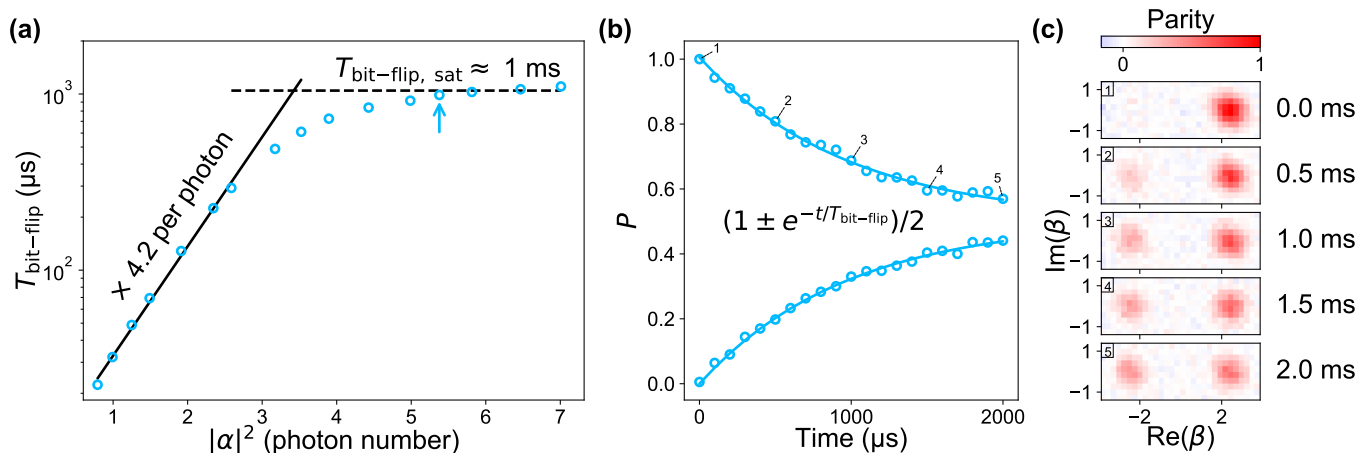 (a)
T_bit−flip (μs)
10^3
10^2
T_bit−flip, sat ≈ 1 ms
× 4.2 per photon
1 2 3 4 5 6 7
|α|^2 (photon number)
(b)
P
1.0
0.8
0.6
0.4
0.2
0.0
1
2
3
4
5
(1 ± e^−t/T_bit−flip)/2
0 1000 2000
Time (μs)
(c)
Parity
0 1
Im(β)
1
−1
1
0.0 ms
1
−1
2
0.5 ms
1
−1
3
1.0 ms
1
−1
4
1.5 ms
1
−1
5
2.0 ms
−2 2
Re(β)